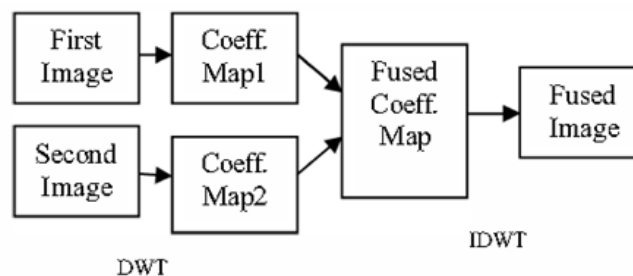 First
Image
Coeff.
Map1
Fused
Coeff.
Map
Fused
Image
Second
Image
Coeff.
Map2
DWT
IDWT